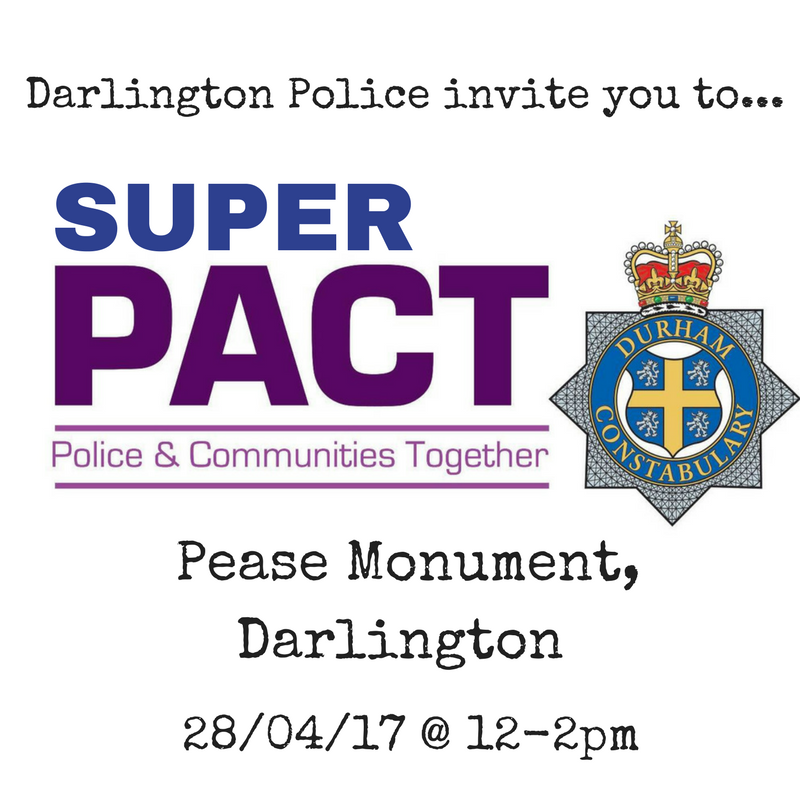 Darlington Police invite you to...
SUPER
PACT
Police & Communities Together
DURHAM
CONSTABULARY
Pease Monument,
Darlington
28/04/17 @ 12-2pm